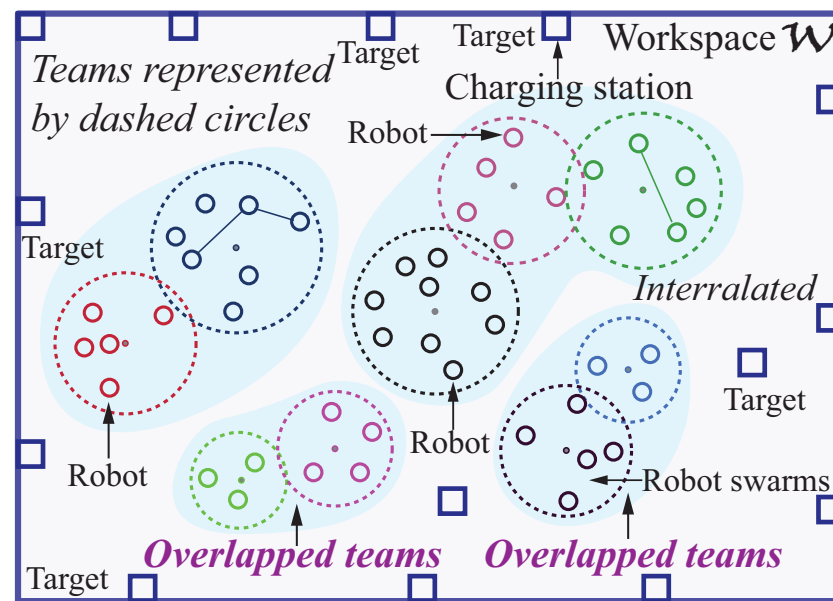 Target
Target
Workspace W
Teams represented
by dashed circles
Charging station
Robot
Target
Interralated
Target
Robot
Robot
Robot swarms
Overlapped teams
Overlapped teams
Target